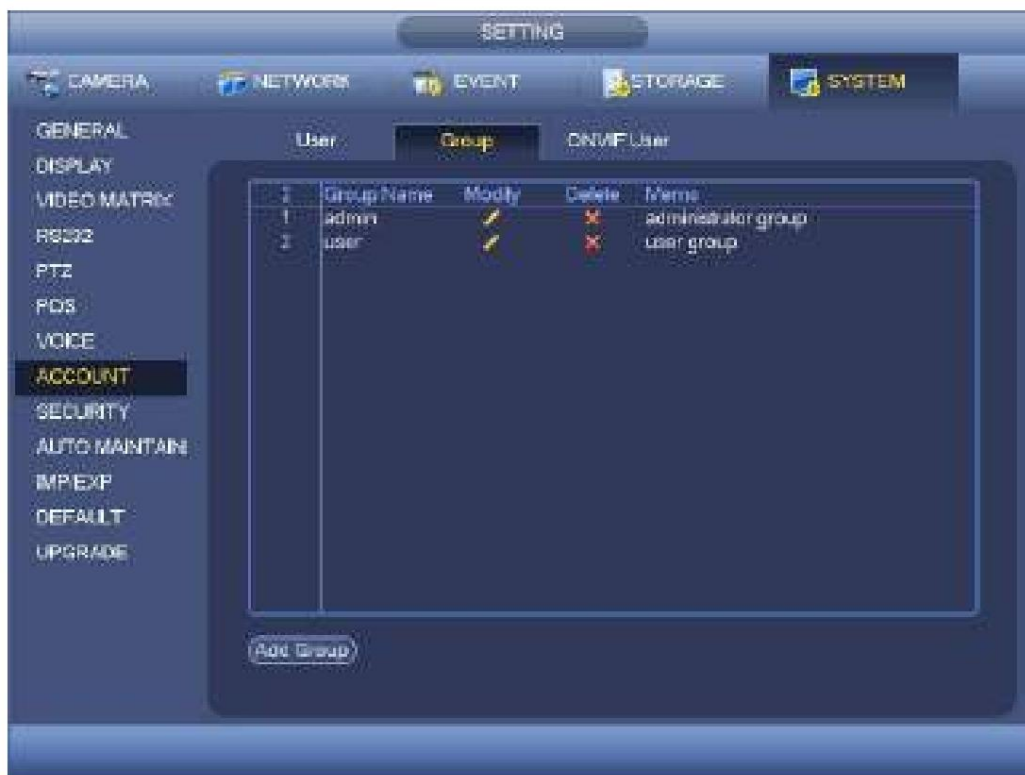 SETTING
CAMERA NETWORK EVENT STORAGE SYSTEM
GENERAL
DISPLAY
VIDEO MATRIX
RS232
PTZ
POS
VOICE
ACCOUNT
SECURITY
AUTO MAINTAIN
IMP/EXP
DEFAULT
UPGRADE
User Group ONVIF User
2 Group Name Modify Delete Memo
1 admin administrator group
2 user user group
Add Group